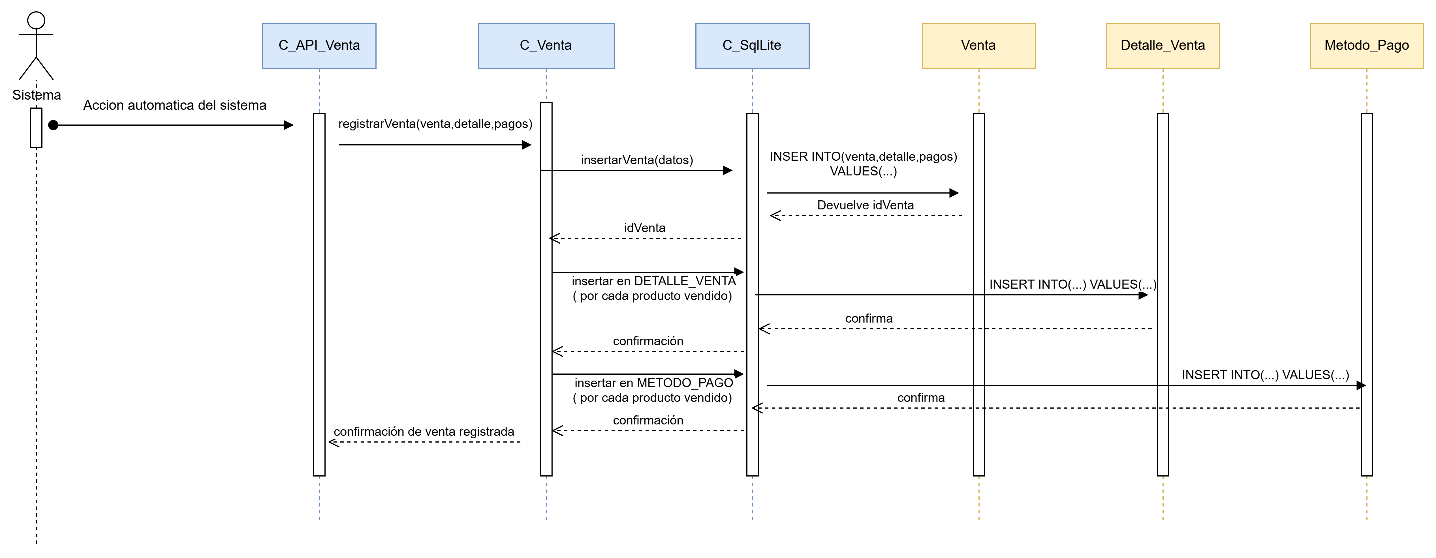 C_API_Venta
C_Venta
C_SqlLite
Venta
Detalle_Venta
Metodo_Pago
Sistema
Accion automatica del sistema
registrarVenta(venta,detalle,pagos)
insertarVenta(datos)
INSER INTO(venta,detalle,pagos)
VALUES(...)
Devuelve idVenta
idVenta
insertar en DETALLE_VENTA
( por cada producto vendido)
INSERT INTO(...) VALUES(...)
confirma
confirmación
insertar en METODO_PAGO
( por cada producto vendido)
INSERT INTO(...) VALUES(...)
confirma
confirmación
confirmación de venta registrada